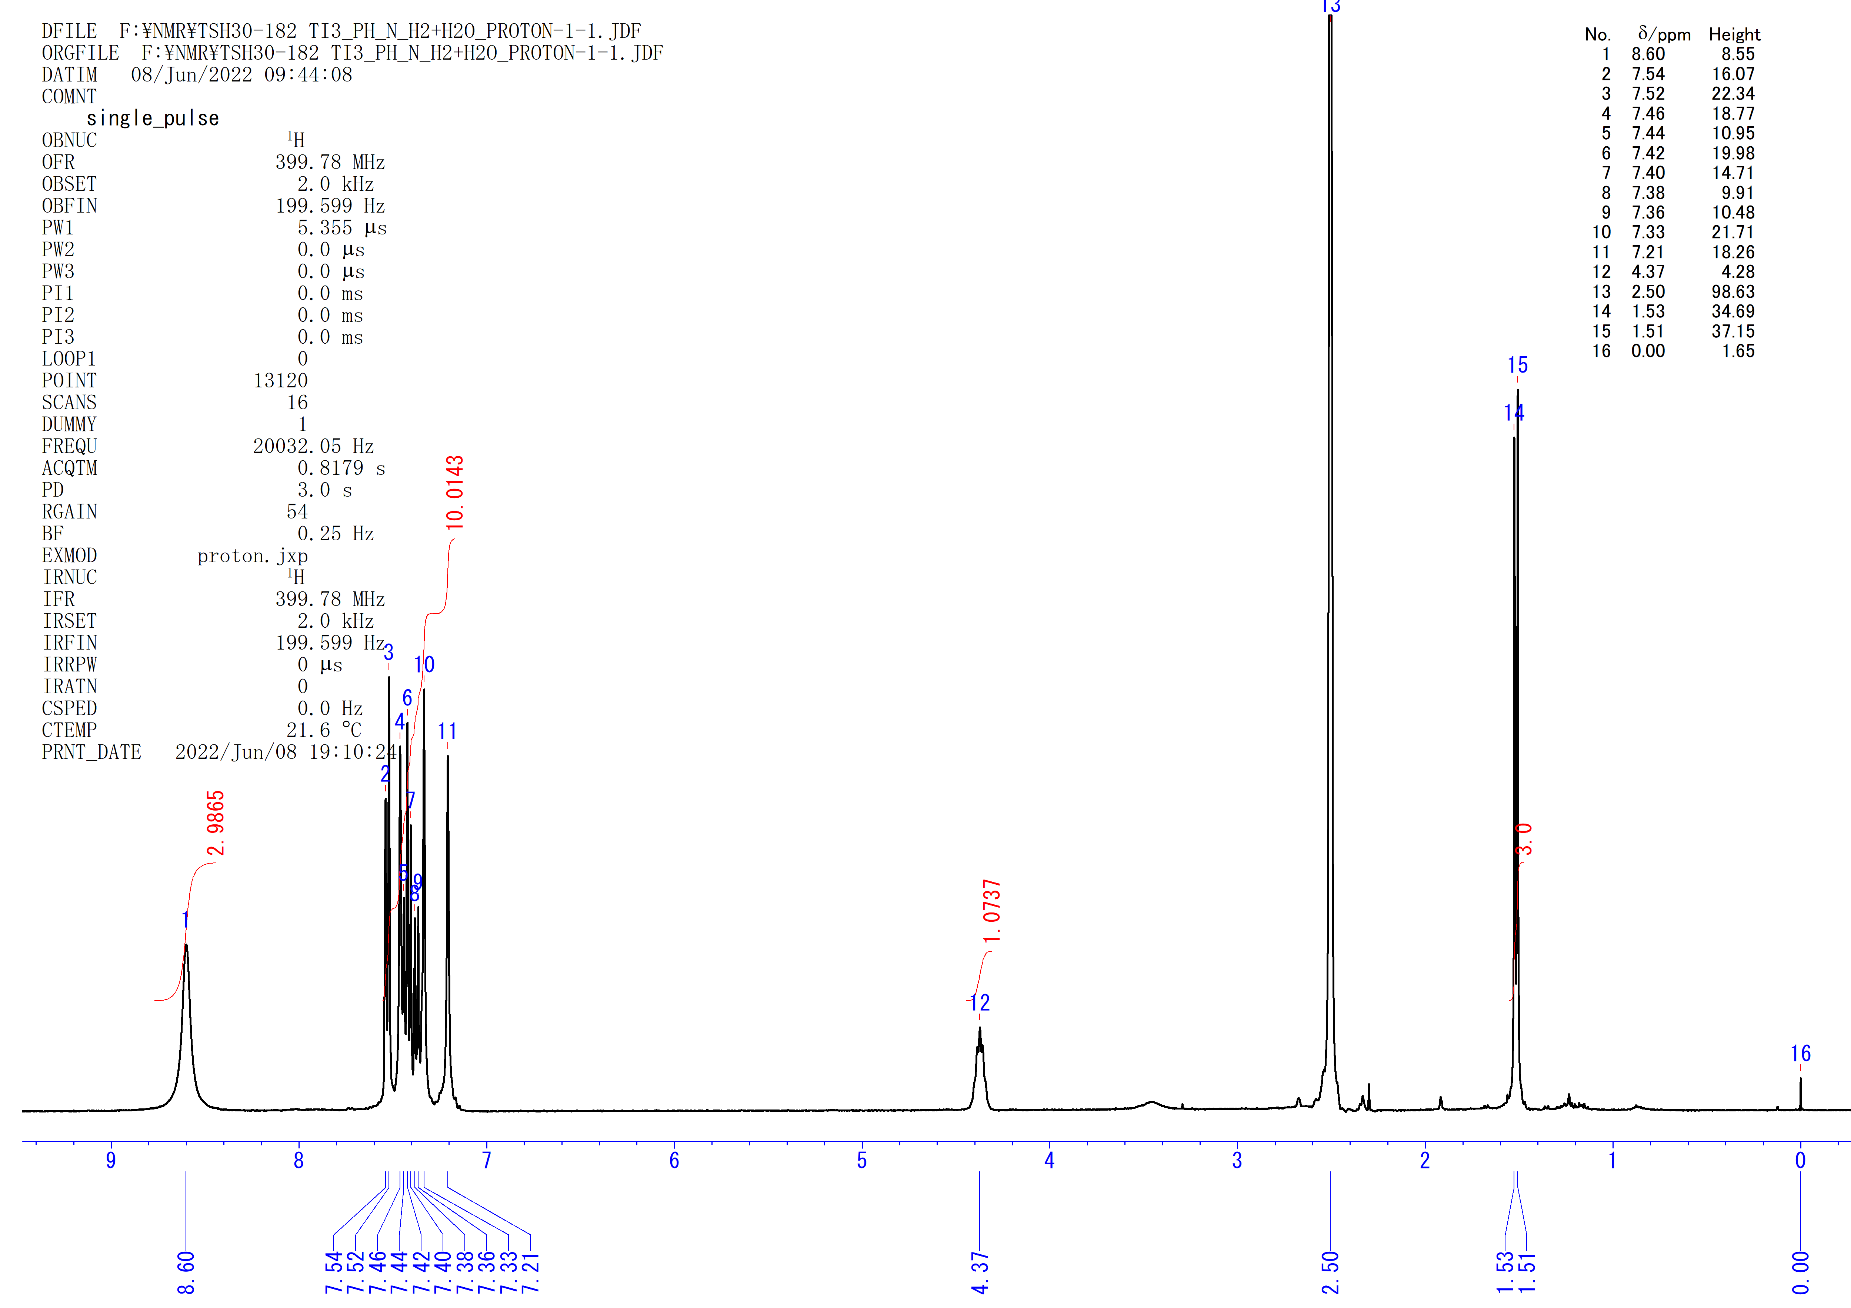 DFILE F:¥NMR¥TSH30-182 TI3_PH_N_H2+H2O_PROTON-1-1.JDF
ORGFILE F:¥NMR¥TSH30-182 TI3_PH_N_H2+H2O_PROTON-1-1.JDF
DATIM 08/Jun/2022 09:44:08
COMNT
single_pulse
OBNUC ¹H
OFR 399.78 MHz
OBSET 2.0 kHz
OBFIN 199.599 Hz
PW1 5.355 μs
PW2 0.0 μs
PW3 0.0 μs
PI1 0.0 ms
PI2 0.0 ms
PI3 0.0 ms
LOOP1 0
POINT 13120
SCANS 16
DUMMY 1
FREQU 20032.05 Hz
ACQTM 0.8179 s
PD 3.0 s
RGAIN 54
BF 0.25 Hz
EXMOD proton.jxp
IRNUC ¹H
IFR 399.78 MHz
IRSET 2.0 kHz
IRFIN 199.599 Hz
IRRPW 0 μs
IRATN 0
CSPED 0.0 Hz
CTEMP 21.6 °C
PRNT_DATE 2022/Jun/08 19:10:24
No. δ/ppm Height
1 8.60 8.55
2 7.54 16.07
3 7.52 22.34
4 7.46 18.77
5 7.44 10.95
6 7.42 19.98
7 7.40 14.71
8 7.38 9.91
9 7.36 10.48
10 7.33 21.71
11 7.21 18.26
12 4.37 4.28
13 2.50 98.63
14 1.53 34.69
15 1.51 37.15
16 0.00 1.65
1
2
3
4
5
6
7
8
9
10
11
12
13
14
15
16
2.9865
10.0143
1.0737
3.0
9 8 7 6 5 4 3 2 1 0
8.60
7.54
7.52
7.46
7.44
7.42
7.40
7.38
7.36
7.33
7.21
4.37
2.50
1.53
1.51
0.00